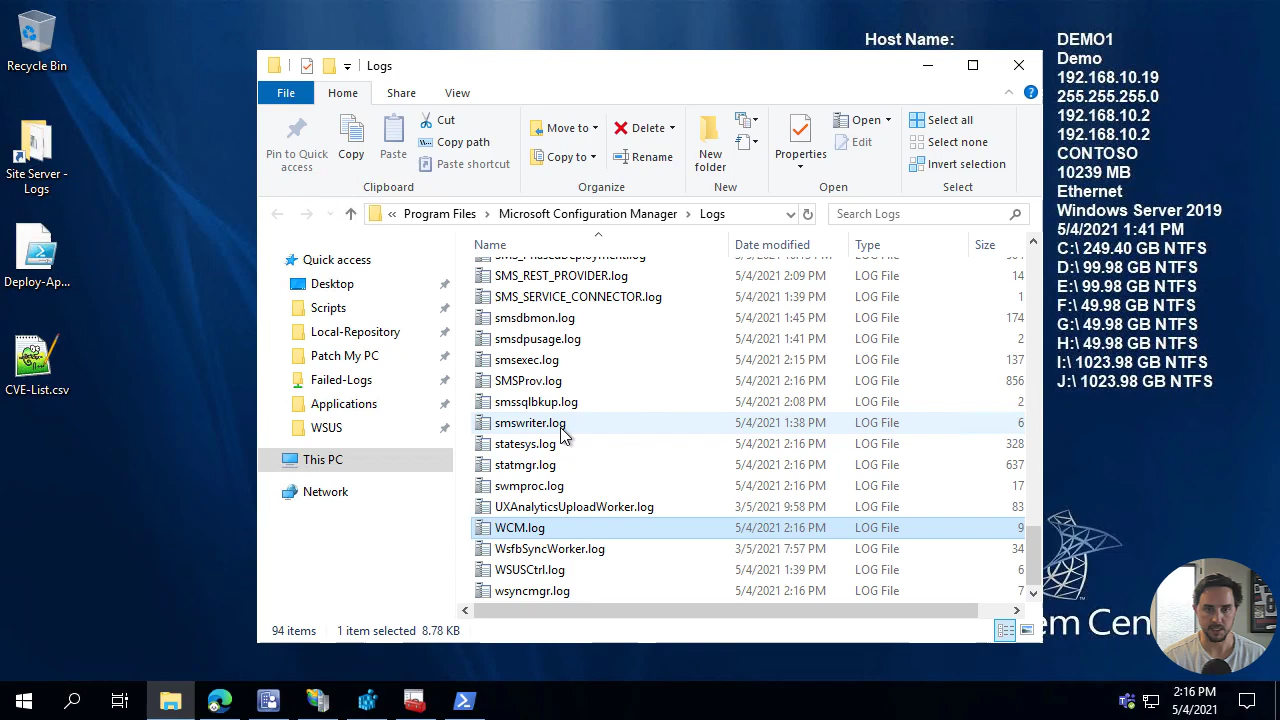 Recycle Bin
Site Server -
Logs
Deploy-Ap...
CVE-List.csv
Host Name:
DEMO1
Demo
192.168.10.19
255.255.255.0
192.168.10.2
192.168.10.2
CONTOSO
10239 MB
Ethernet
Windows Server 2019
5/4/2021 1:41 PM
C:\ 249.40 GB NTFS
D:\ 99.98 GB NTFS
E:\ 99.98 GB NTFS
F:\ 49.98 GB NTFS
G:\ 49.98 GB NTFS
H:\ 49.98 GB NTFS
I:\ 1023.98 GB NTFS
J:\ 1023.98 GB NTFS
Logs
File Home Share View
Pin to Quick
access
Copy
Paste
Cut
Copy path
Paste shortcut
Clipboard
Move to
Copy to
Delete
Rename
Organize
New
folder
New
Properties
Open
Edit
Open
Select all
Select none
Invert selection
Select
« Program Files > Microsoft Configuration Manager > Logs
Search Logs
Quick access
Desktop
Scripts
Local-Repository
Patch My PC
Failed-Logs
Applications
WSUS
This PC
Network
Name Date modified Type Size
SMS_REST_PROVIDER.log 5/4/2021 2:09 PM LOG File 14
SMS_SERVICE_CONNECTOR.log 5/4/2021 1:39 PM LOG File 1
smsdbmon.log 5/4/2021 1:45 PM LOG File 174
smsdpusage.log 5/4/2021 1:41 PM LOG File 2
smsexec.log 5/4/2021 2:15 PM LOG File 137
SMSProv.log 5/4/2021 2:16 PM LOG File 856
smssqlbkup.log 5/4/2021 2:08 PM LOG File 2
smswriter.log 5/4/2021 1:38 PM LOG File 6
statesys.log 5/4/2021 2:16 PM LOG File 328
statmgr.log 5/4/2021 2:16 PM LOG File 637
swmproc.log 5/4/2021 2:16 PM LOG File 17
UXAnalyticsUploadWorker.log 3/5/2021 9:58 PM LOG File 83
WCM.log 5/4/2021 2:16 PM LOG File 9
WsfbSyncWorker.log 3/5/2021 7:57 PM LOG File 34
WSUSCtrl.log 5/4/2021 1:39 PM LOG File 6
wsyncmgr.log 5/4/2021 2:16 PM LOG File 7
94 items 1 item selected 8.78 KB
em Cen
2:16 PM
5/4/2021